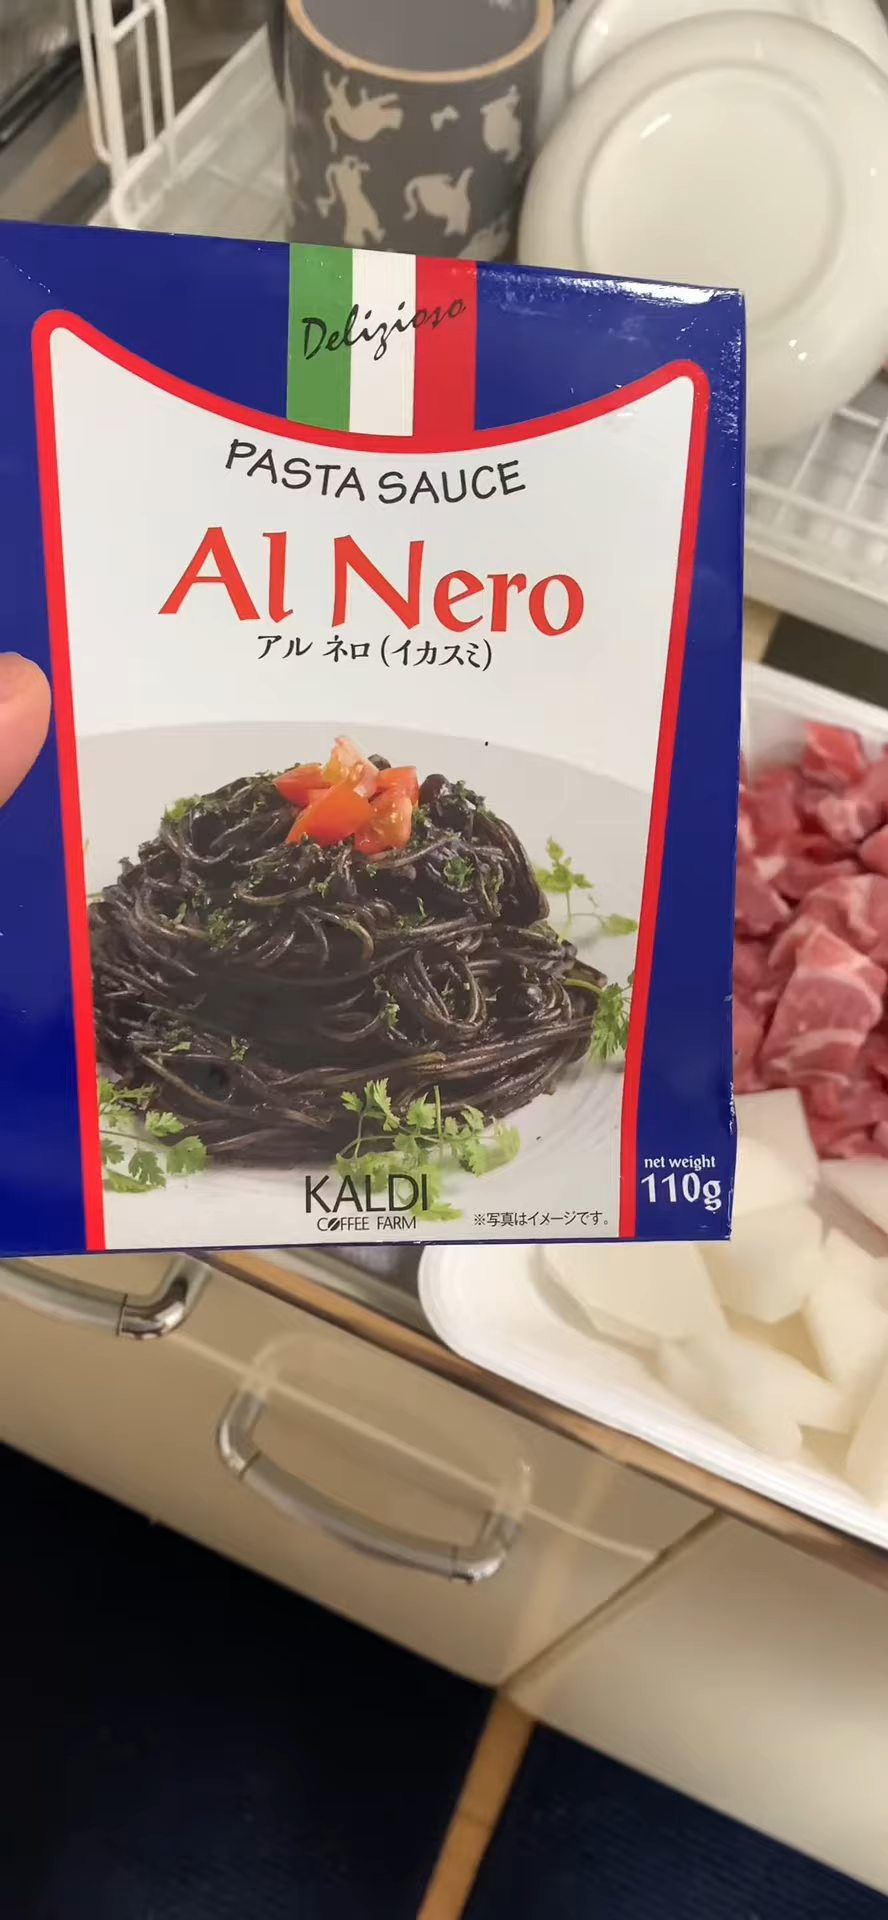 Delizioso
PASTA SAUCE
Al Nero
アル ネロ(イカスミ)
net weight
110g
KALDI
COFFEE FARM
※写真はイメージです。